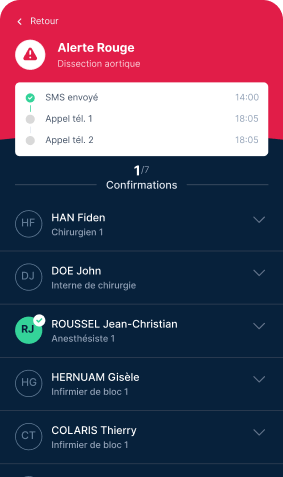 Retour
Alerte Rouge
Dissection aortique
SMS envoyé 14:00
Appel tél. 1 18:05
Appel tél. 2 18:05
1/7
Confirmations
HF HAN Fiden
Chirurgien 1
DJ DOE John
Interne de chirurgie
RJ ROUSSEL Jean-Christian
Anesthésiste 1
HG HERNUAM Gisèle
Infirmier de bloc 1
CT COLARIS Thierry
Infirmier de bloc 1